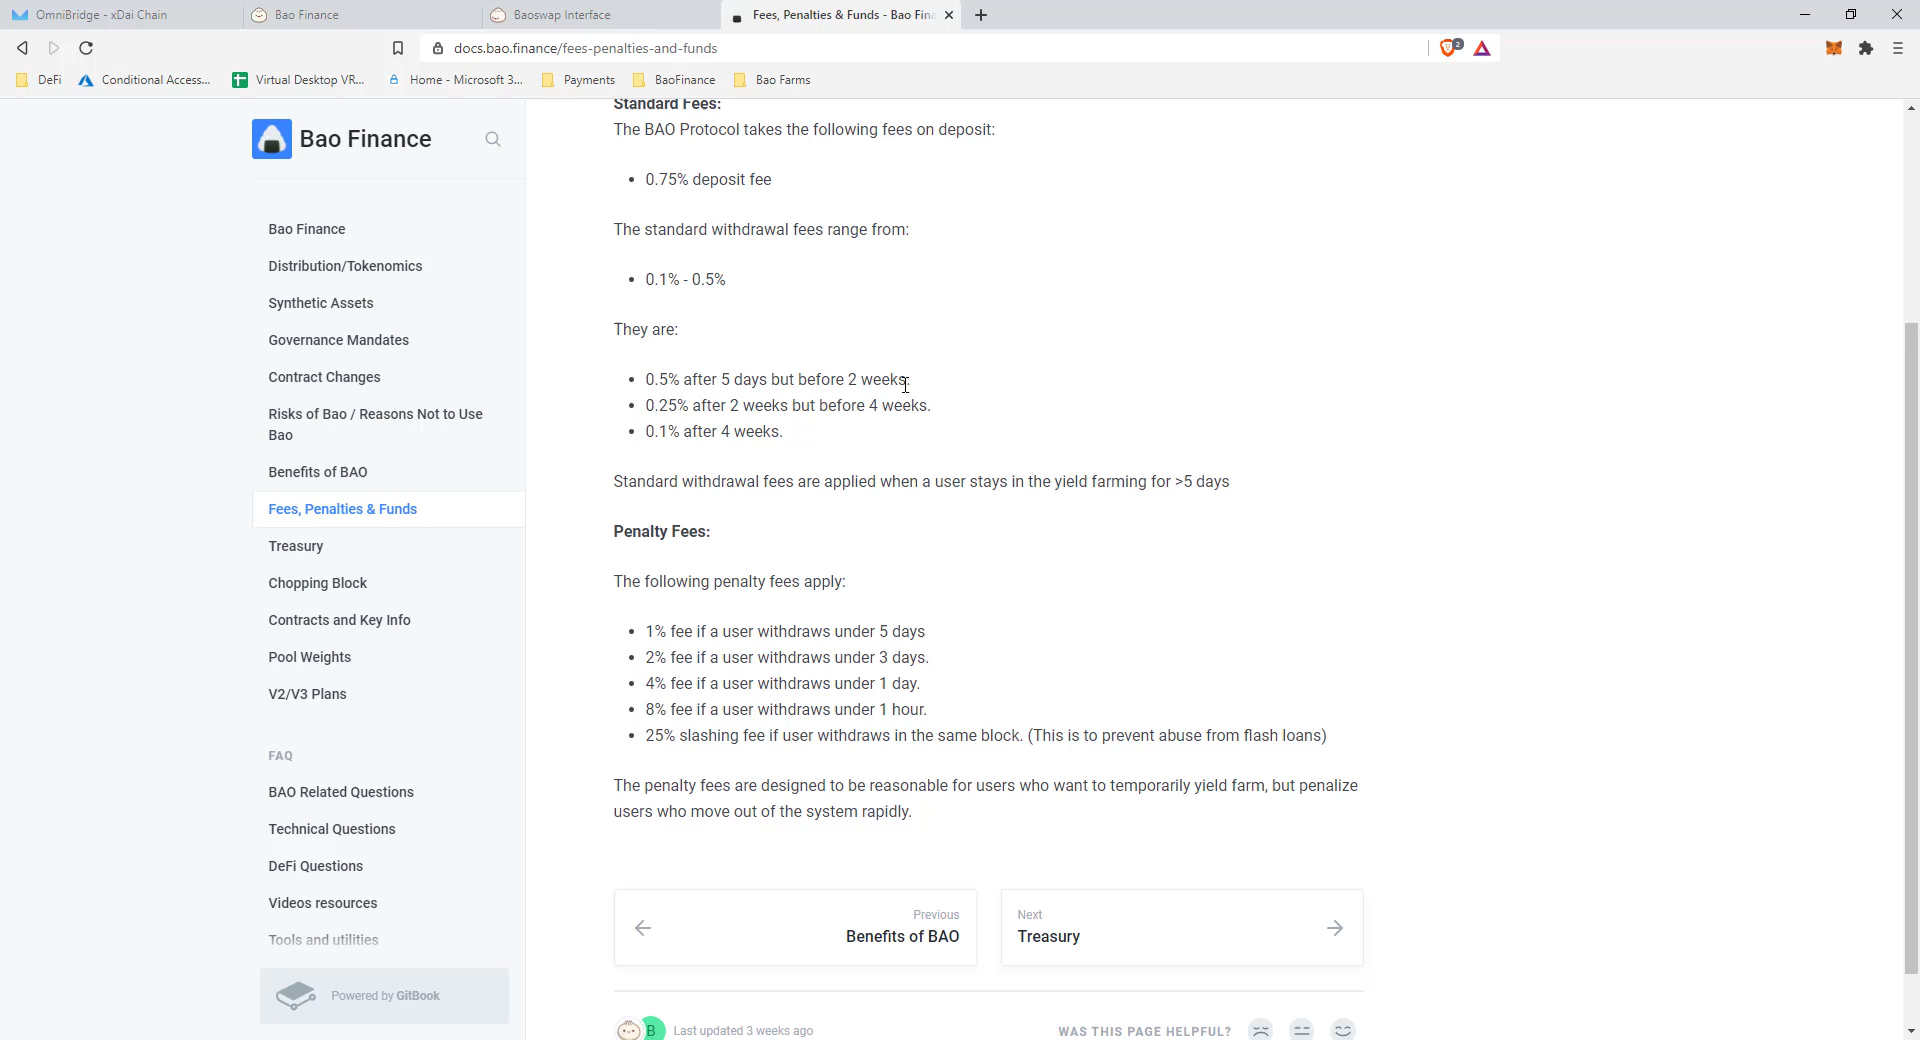 OmniBridge - xDai Chain
Bao Finance
Baoswap Interface
Fees, Penalties & Funds - Bao Fin
docs.bao.finance/fees-penalties-and-funds
2
DeFi
Conditional Access...
Virtual Desktop VR...
Home - Microsoft 3...
Payments
BaoFinance
Bao Farms
Bao Finance
Bao Finance
Distribution/Tokenomics
Synthetic Assets
Governance Mandates
Contract Changes
Risks of Bao / Reasons Not to Use
Bao
Benefits of BAO
Fees, Penalties & Funds
Treasury
Chopping Block
Contracts and Key Info
Pool Weights
V2/V3 Plans
FAQ
BAO Related Questions
Technical Questions
DeFi Questions
Videos resources
Tools and utilities
Powered by GitBook
Standard Fees:
The BAO Protocol takes the following fees on deposit:
• 0.75% deposit fee
The standard withdrawal fees range from:
• 0.1% - 0.5%
They are:
• 0.5% after 5 days but before 2 weeks.
• 0.25% after 2 weeks but before 4 weeks.
• 0.1% after 4 weeks.
Standard withdrawal fees are applied when a user stays in the yield farming for >5 days
Penalty Fees:
The following penalty fees apply:
• 1% fee if a user withdraws under 5 days
• 2% fee if a user withdraws under 3 days.
• 4% fee if a user withdraws under 1 day.
• 8% fee if a user withdraws under 1 hour.
• 25% slashing fee if user withdraws in the same block. (This is to prevent abuse from flash loans)
The penalty fees are designed to be reasonable for users who want to temporarily yield farm, but penalize
users who move out of the system rapidly.
Previous
Benefits of BAO
Next
Treasury
B
Last updated 3 weeks ago
WAS THIS PAGE HELPFUL?